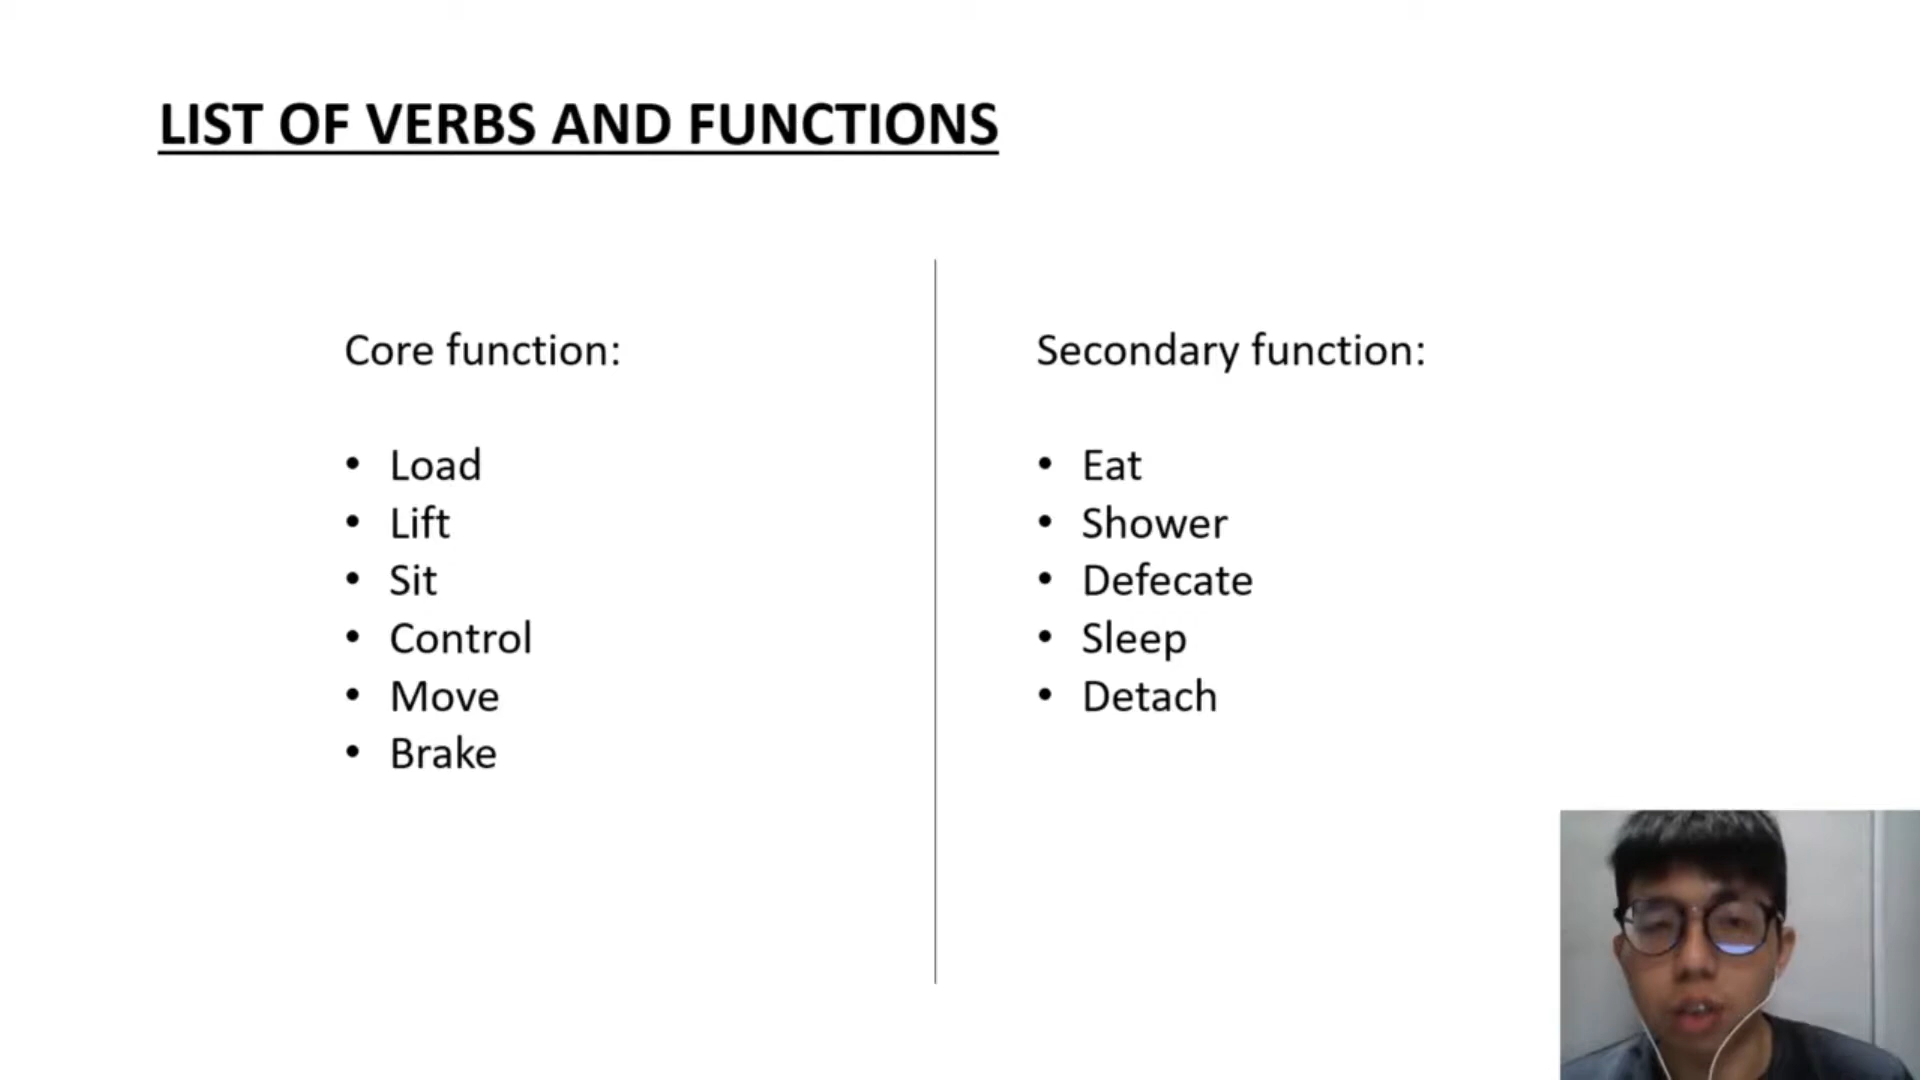 LIST OF VERBS AND FUNCTIONS
Core function:
• Load
• Lift
• Sit
• Control
• Move
• Brake
Secondary function:
• Eat
• Shower
• Defecate
• Sleep
• Detach